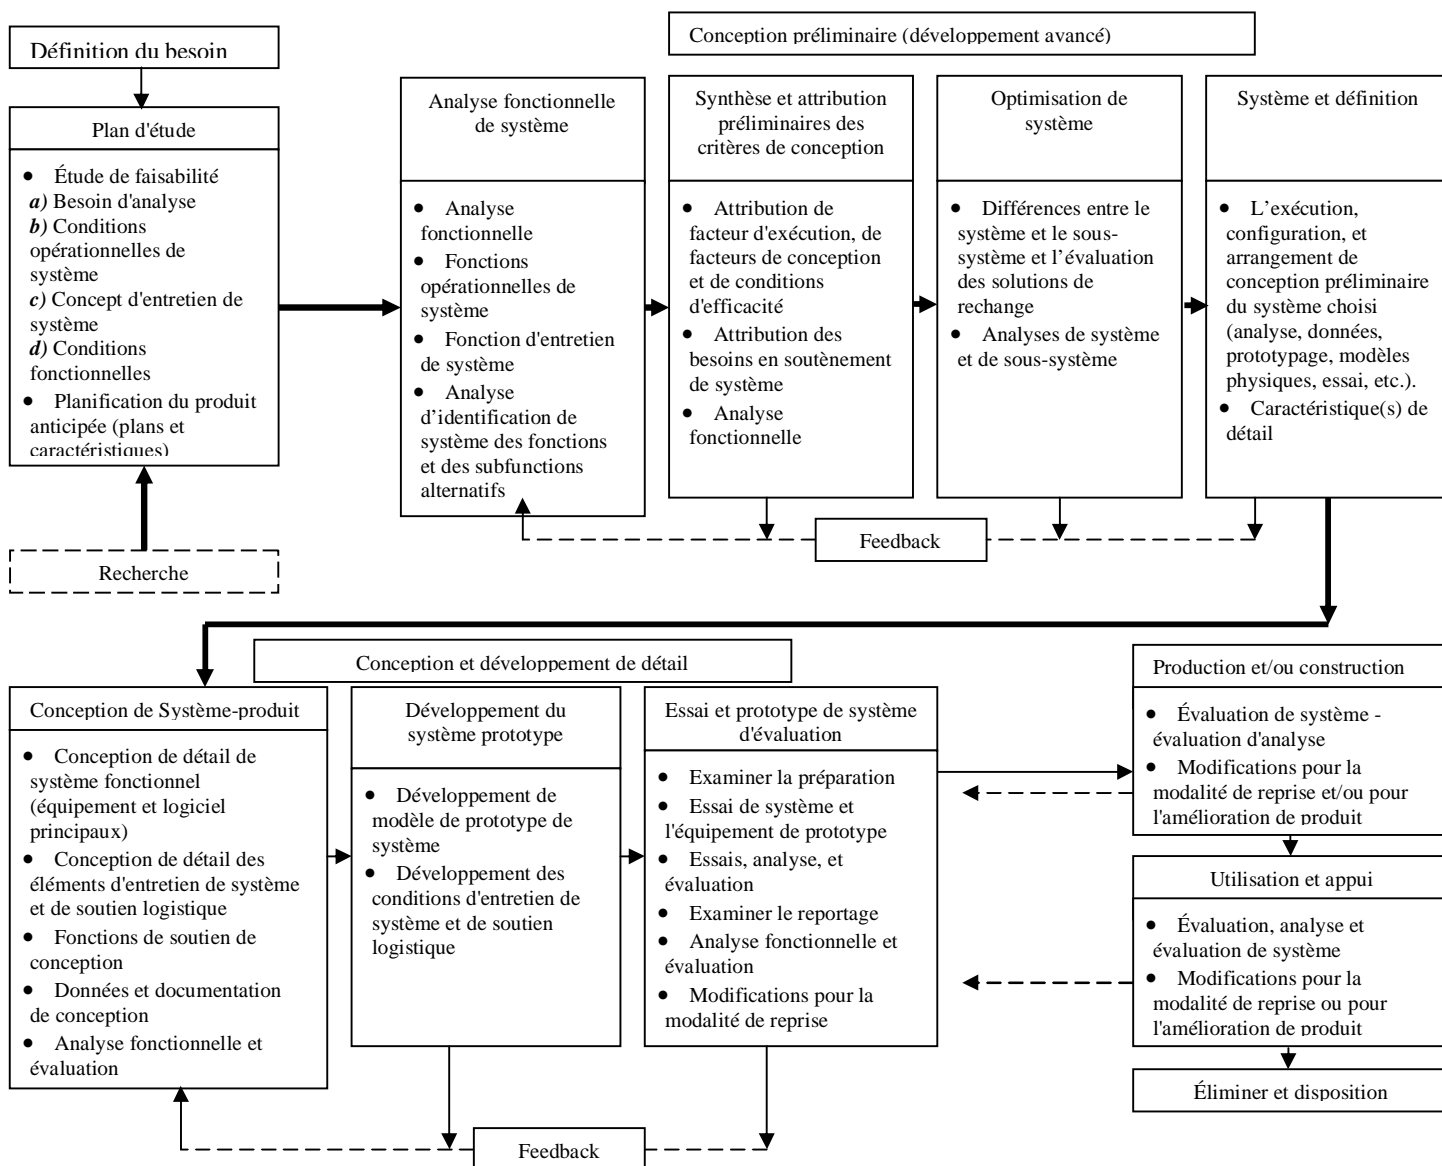 Définition du besoin
Plan d'étude
• Étude de faisabilité
a) Besoin d'analyse
b) Conditions
opérationnelles de
système
c) Concept d'entretien de
système
d) Conditions
fonctionnelles
• Planification du produit
anticipée (plans et
caractéristiques)
Recherche
Conception préliminaire (développement avancé)
Analyse fonctionnelle
de système
• Analyse
fonctionnelle
• Fonctions
opérationnelles de
système
• Fonction d'entretien
de système
• Analyse
d’identification de
système des fonctions
et des subfunctions
alternatifs
Synthèse et attribution
préliminaires des
critères de conception
• Attribution de
facteur d'exécution, de
facteurs de conception
et de conditions
d'efficacité
• Attribution des
besoins en soutènement
de système
• Analyse
fonctionnelle
Optimisation de
système
• Différences entre le
système et le sous-
système et l’évaluation
des solutions de
rechange
• Analyses de système
et de sous-système
Système et définition
• L’exécution,
configuration, et
arrangement de
conception préliminaire
du système choisi
(analyse, données,
prototypage, modèles
physiques, essai, etc.).
• Caractéristique(s) de
détail
Feedback
Conception et développement de détail
Conception de Système-produit
• Conception de détail de
système fonctionnel
(équipement et logiciel
principaux)
• Conception de détail des
éléments d'entretien de système
et de soutien logistique
• Fonctions de soutien de
conception
• Données et documentation
de conception
• Analyse fonctionnelle et
évaluation
Développement du
système prototype
• Développement de
modèle de prototype de
système
• Développement des
conditions d'entretien de
système et de soutien
logistique
Essai et prototype de système
d'évaluation
• Examiner la préparation
• Essai de système et
l'équipement de prototype
• Essais, analyse, et
évaluation
• Examiner le reportage
• Analyse fonctionnelle et
évaluation
• Modifications pour la
modalité de reprise
Feedback
Production et/ou construction
• Évaluation de système -
évaluation d'analyse
• Modifications pour la
modalité de reprise et/ou pour
l'amélioration de produit
Utilisation et appui
• Évaluation, analyse et
évaluation de système
• Modifications pour la
modalité de reprise ou pour
l'amélioration de produit
Éliminer et disposition